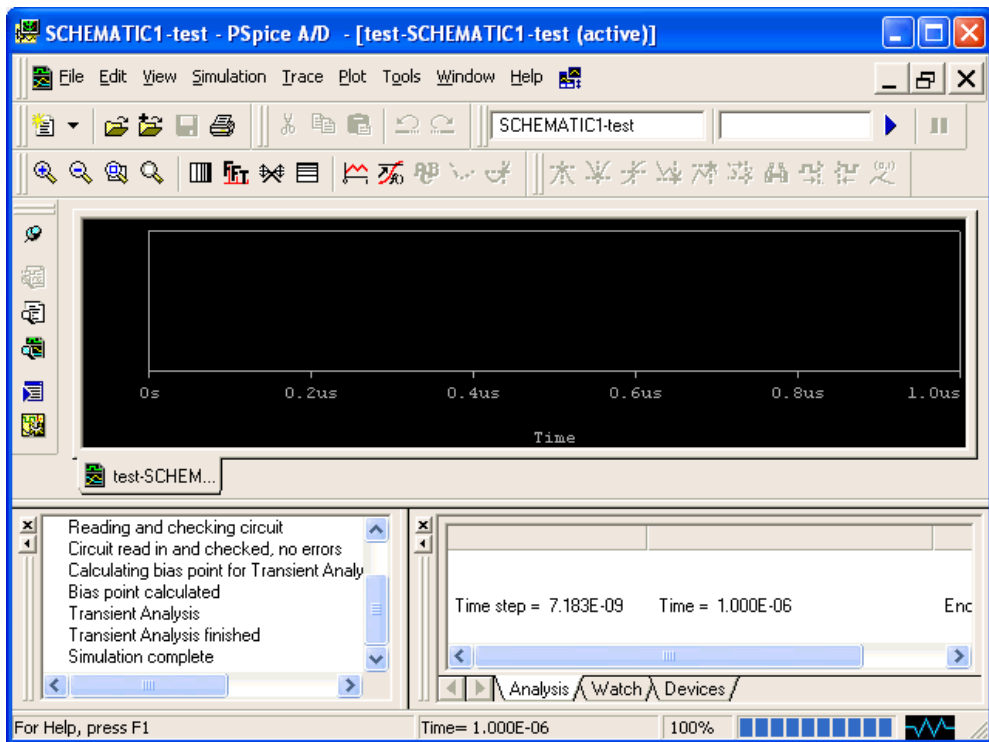 SCHEMATIC1-test - PSpice A/D - [test-SCHEMATIC1-test (active)]
File Edit View Simulation Trace Plot Tools Window Help
SCHEMATIC1-test
FFT
0s 0.2us 0.4us 0.6us 0.8us 1.0us
Time
test-SCHEM...
Reading and checking circuit
Circuit read in and checked, no errors
Calculating bias point for Transient Analy
Bias point calculated
Transient Analysis
Transient Analysis finished
Simulation complete
Time step = 7.183E-09 Time = 1.000E-06 Enc
Analysis Watch Devices
For Help, press F1 Time= 1.000E-06 100%